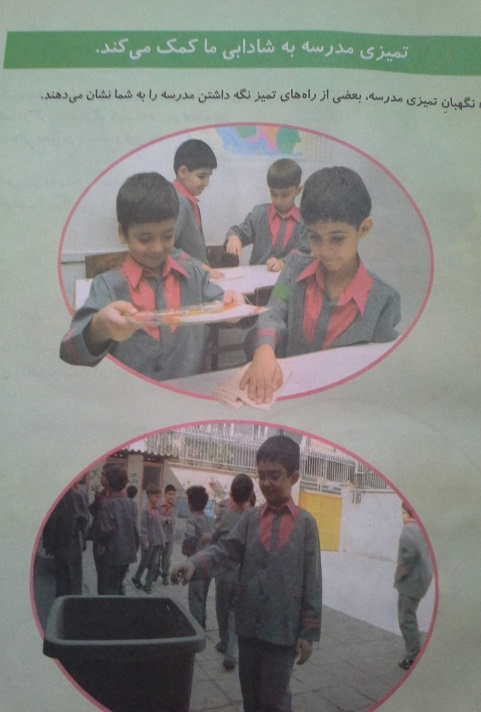 تمیزی مدرسه به شادابی ما کمک می‌کند.
نگهبانِ تمیزی مدرسه، بعضی از راه‌های تمیز نگه داشتن مدرسه را به شما نشان می‌دهند.